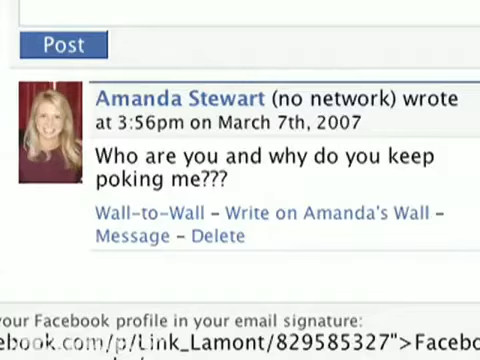 Post
Amanda Stewart (no network) wrote
at 3:56pm on March 7th, 2007
Who are you and why do you keep
poking me???
Wall-to-Wall – Write on Amanda's Wall –
Message – Delete
your Facebook profile in your email signature:
ebook.com/p/Link_Lamont/829585327">Facebo